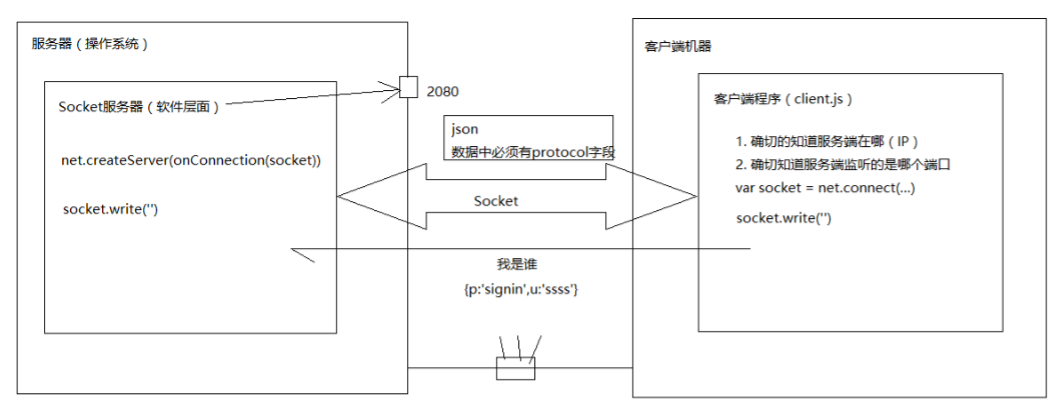 服务器（操作系统）
Socket服务器（软件层面）
net.createServer(onConnection(socket))
socket.write('')
2080
json
数据中必须有protocol字段
Socket
我是谁
{p:'signin',u:'ssss'}
客户端机器
客户端程序（client.js）
1. 确切的知道服务端在哪（IP）
2. 确切知道服务端监听的是哪个端口
var socket = net.connect(...)
socket.write('')